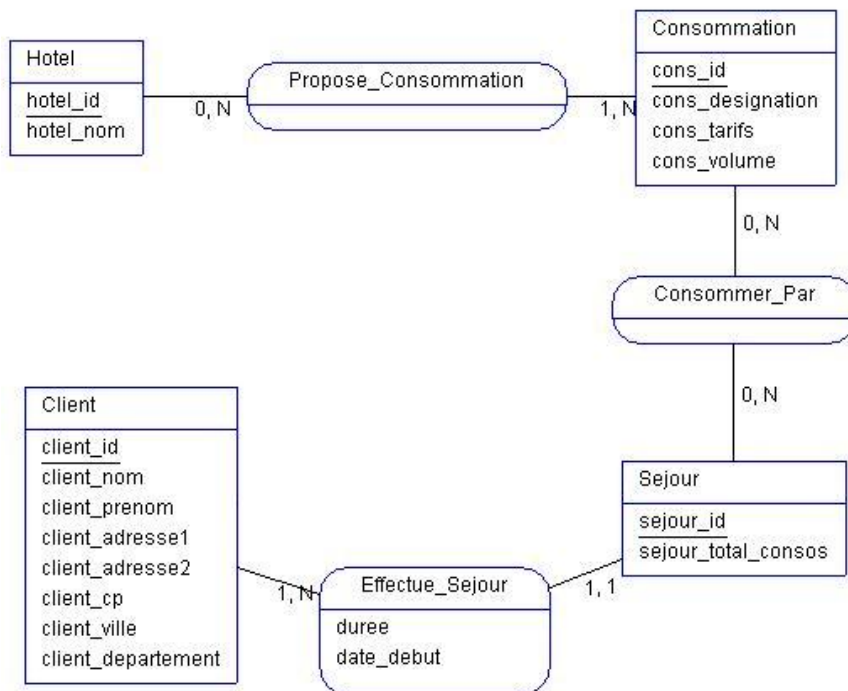 Hotel
hotel_id
hotel_nom
0, N
Propose_Consommation
1, N
Consommation
cons_id
cons_designation
cons_tarifs
cons_volume
0, N
Consommer_Par
0, N
Client
client_id
client_nom
client_prenom
client_adresse1
client_adresse2
client_cp
client_ville
client_departement
1, N
Effectue_Sejour
duree
date_debut
1, 1
Sejour
sejour_id
sejour_total_consos